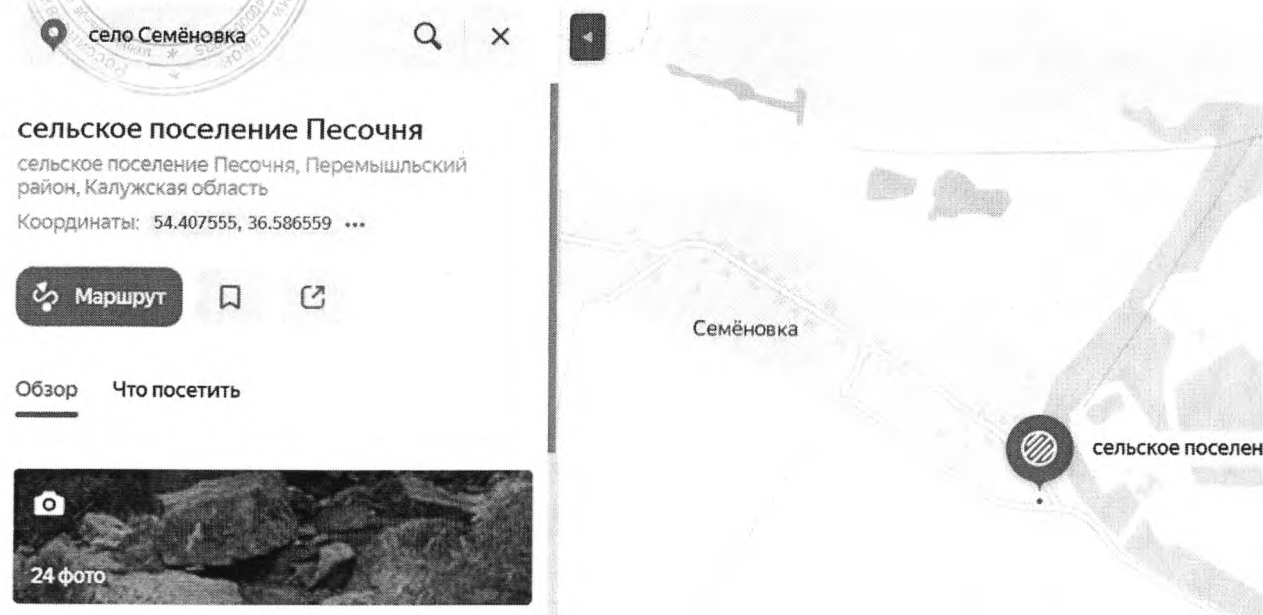 село Семёновка
сельское поселение Песочня
сельское поселение Песочня, Перемышльский
район, Калужская область
Координаты: 54.407555, 36.586559 •••
Маршрут
Обзор Что посетить
24 фото
Семёновка
сельское поселен